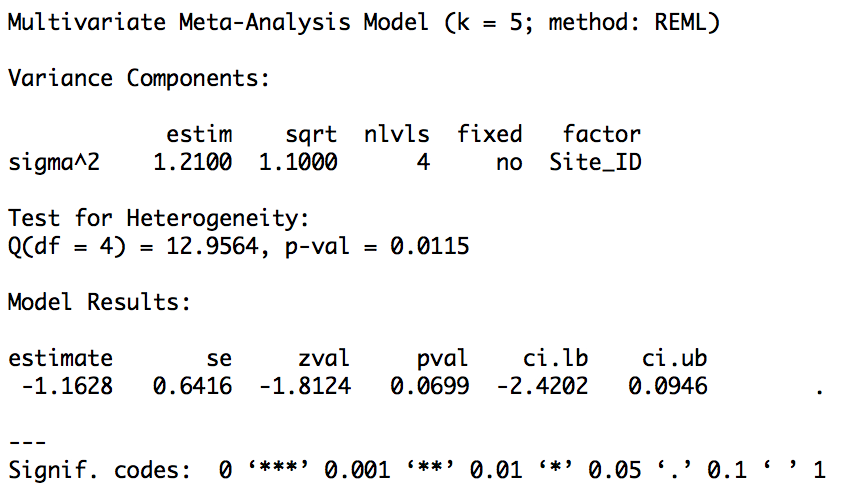 Multivariate Meta-Analysis Model (k = 5; method: REML)
Variance Components:
estim sqrt nlvls fixed factor
sigma^2 1.2100 1.1000 4 no Site_ID
Test for Heterogeneity:
Q(df = 4) = 12.9564, p-val = 0.0115
Model Results:
estimate se zval pval ci.lb ci.ub
-1.1628 0.6416 -1.8124 0.0699 -2.4202 0.0946 .
---
Signif. codes: 0 ‘***’ 0.001 ‘**’ 0.01 ‘*’ 0.05 ‘.’ 0.1 ‘ ’ 1